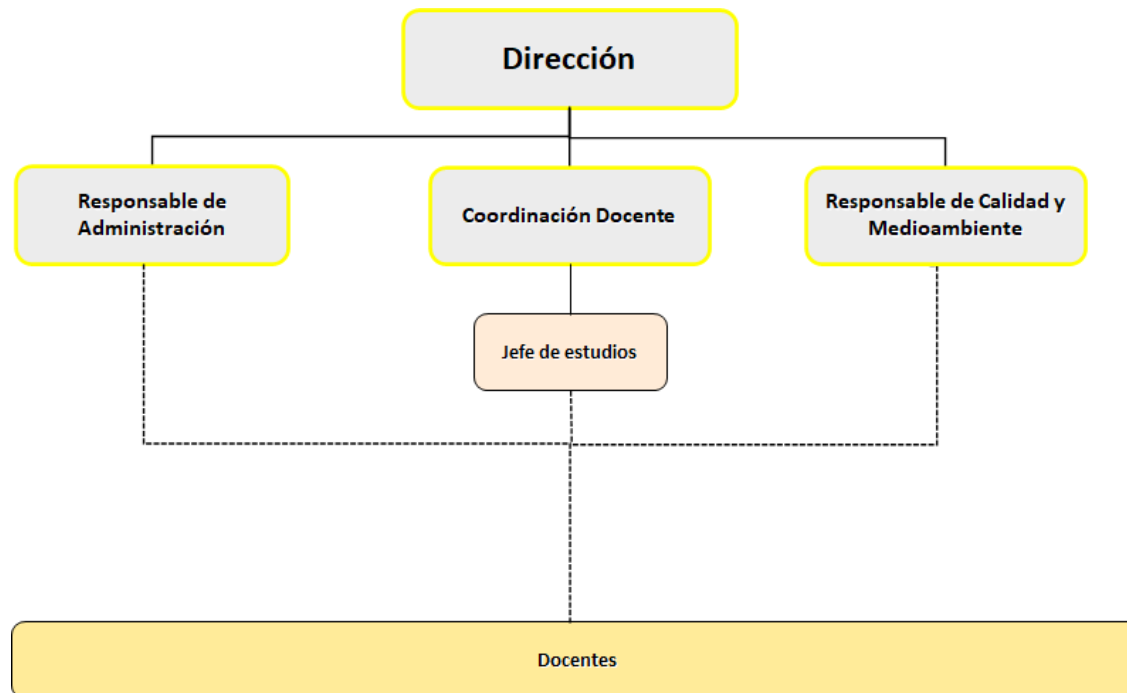 Dirección
Responsable de
Administración
Coordinación Docente
Responsable de Calidad y
Medioambiente
Jefe de estudios
Docentes